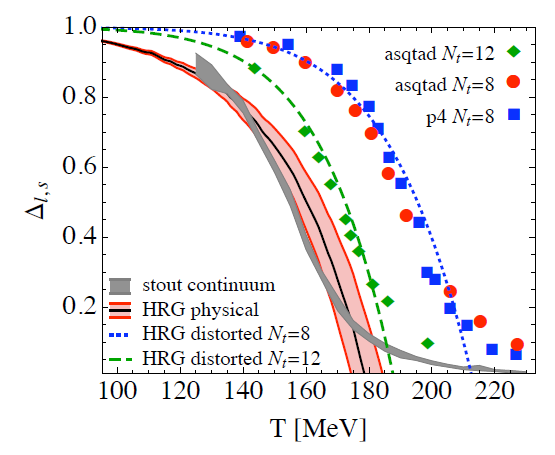 1.0
0.8
0.6
0.4
0.2
Δl,s
asqtad Nt=12
asqtad Nt=8
p4 Nt=8
stout continuum
HRG physical
HRG distorted Nt=8
HRG distorted Nt=12
100 120 140 160 180 200 220
T [MeV]